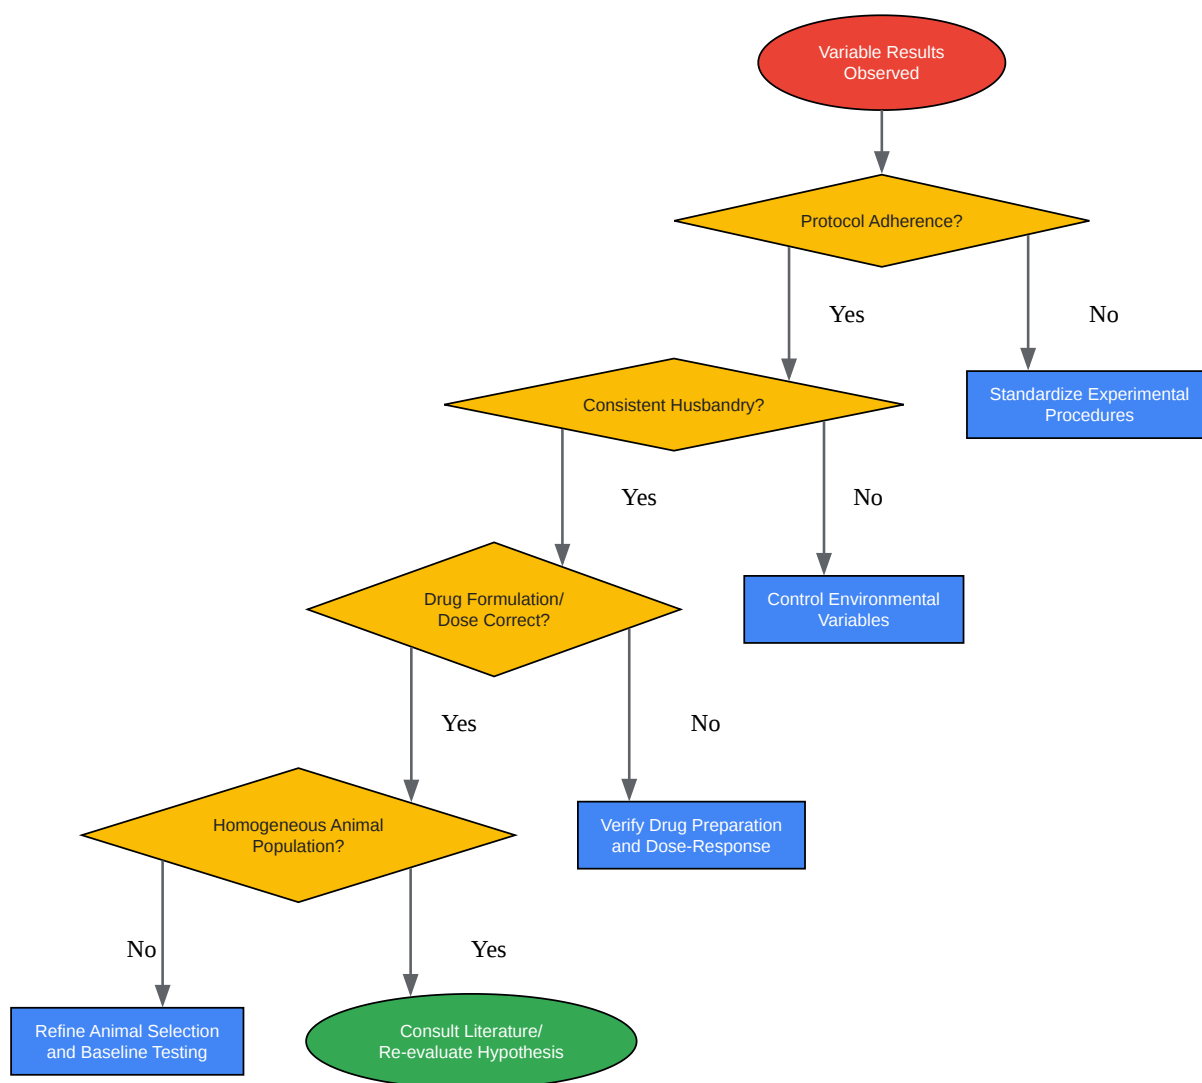 Variable Results
Observed
Protocol Adherence?
Yes
No
Standardize Experimental
Procedures
Consistent Husbandry?
Yes
No
Control Environmental
Variables
Drug Formulation/
Dose Correct?
Yes
No
Verify Drug Preparation
and Dose-Response
Homogeneous Animal
Population?
No
Yes
Refine Animal Selection
and Baseline Testing
Consult Literature/
Re-evaluate Hypothesis